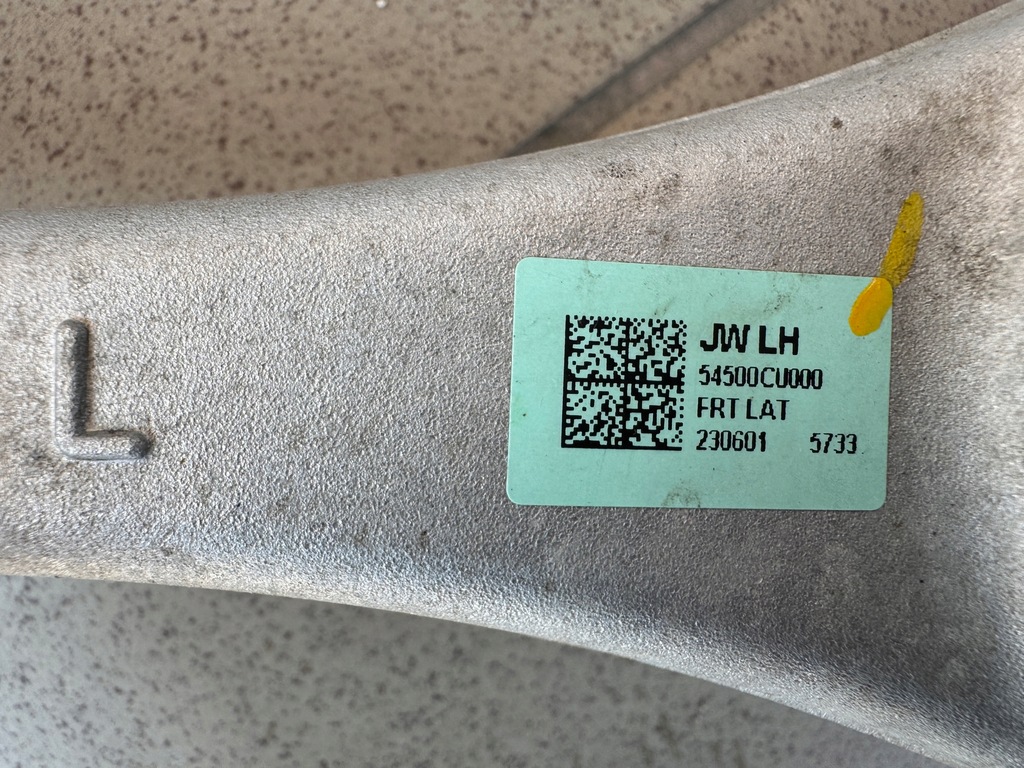 L
JW LH
54500CU000
FRT LAT
230601 5733